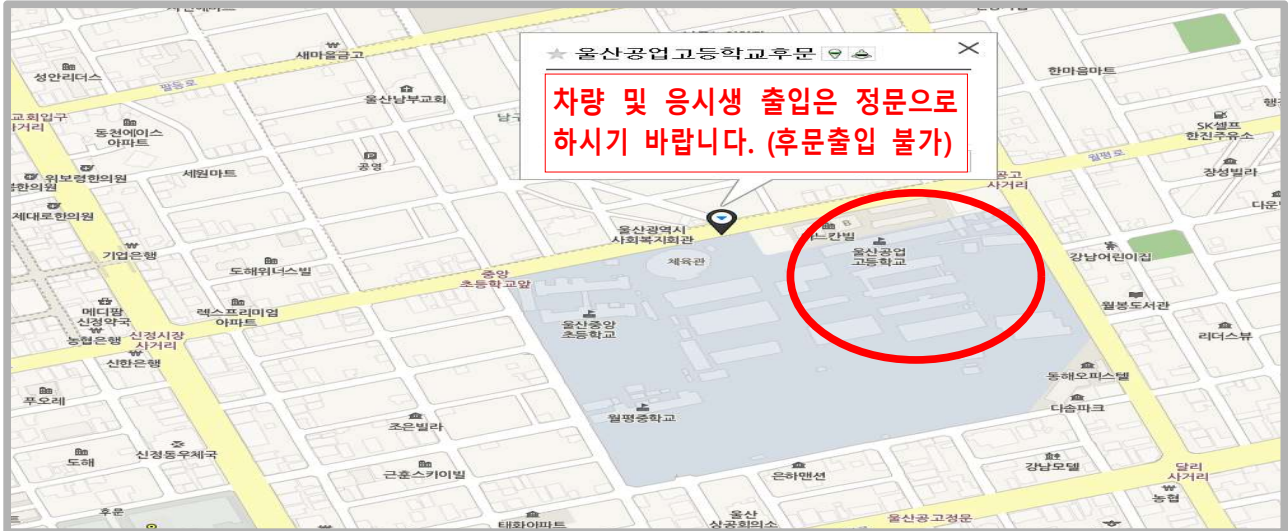 새마을금고
성안리더스
팔등로
울산남부교회
교회입구
사거리
동천에이스
아파트
공영
위보령한의원
세원마트
제대로한의원
기업은행
도해위너스빌
메디팜
신정약국
렉스프리미엄
아파트
농협은행
신정시장
사거리
신한은행
푸오레
조은빌라
도해
신정동우체국
근훈스카이빌
후문
태화아파트
★ 울산공업고등학교후문
차량 및 응시생 출입은 정문으로
하시기 바랍니다. (후문출입 불가)
한마음마트
SK셀프
한진주유소
월평로
장성빌라
공고
사거리
울산광역시
사회복지회관
체육관
울산공업
고등학교
강남어린이집
중앙
초등학교앞
울산중앙
초등학교
월봉도서관
리더스뷰
동해오피스텔
다솜파크
월평중학교
은하맨션
강남모텔
달리
사거리
농협
울산
상공회의소
울산공고정문